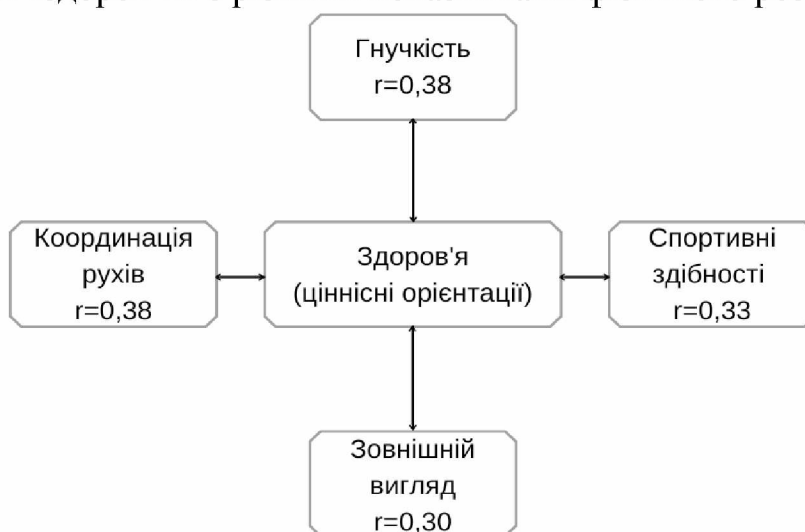 Гнучкість
r=0,38
Координація
рухів
r=0,38
Здоров'я
(ціннісні орієнтації)
Спортивні
здібності
r=0,33
Зовнішній
вигляд
r=0,30